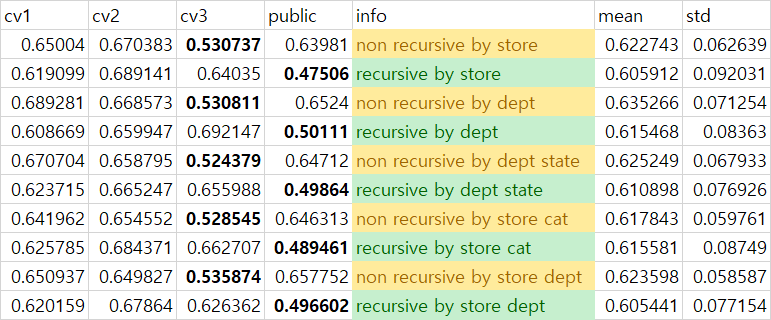 cv1 cv2 cv3 public info mean std
0.65004 0.670383 0.530737 0.63981 non recursive by store 0.622743 0.062639
0.619099 0.689141 0.64035 0.47506 recursive by store 0.605912 0.092031
0.689281 0.668573 0.530811 0.6524 non recursive by dept 0.635266 0.071254
0.608669 0.659947 0.692147 0.50111 recursive by dept 0.615468 0.08363
0.670704 0.658795 0.524379 0.64712 non recursive by dept state 0.625249 0.067933
0.623715 0.665247 0.655988 0.49864 recursive by dept state 0.610898 0.076926
0.641962 0.654552 0.528545 0.646313 non recursive by store cat 0.617843 0.059761
0.625785 0.684371 0.662707 0.489461 recursive by store cat 0.615581 0.08749
0.650937 0.649827 0.535874 0.657752 non recursive by store dept 0.623598 0.058587
0.620159 0.67864 0.626362 0.496602 recursive by store dept 0.605441 0.077154